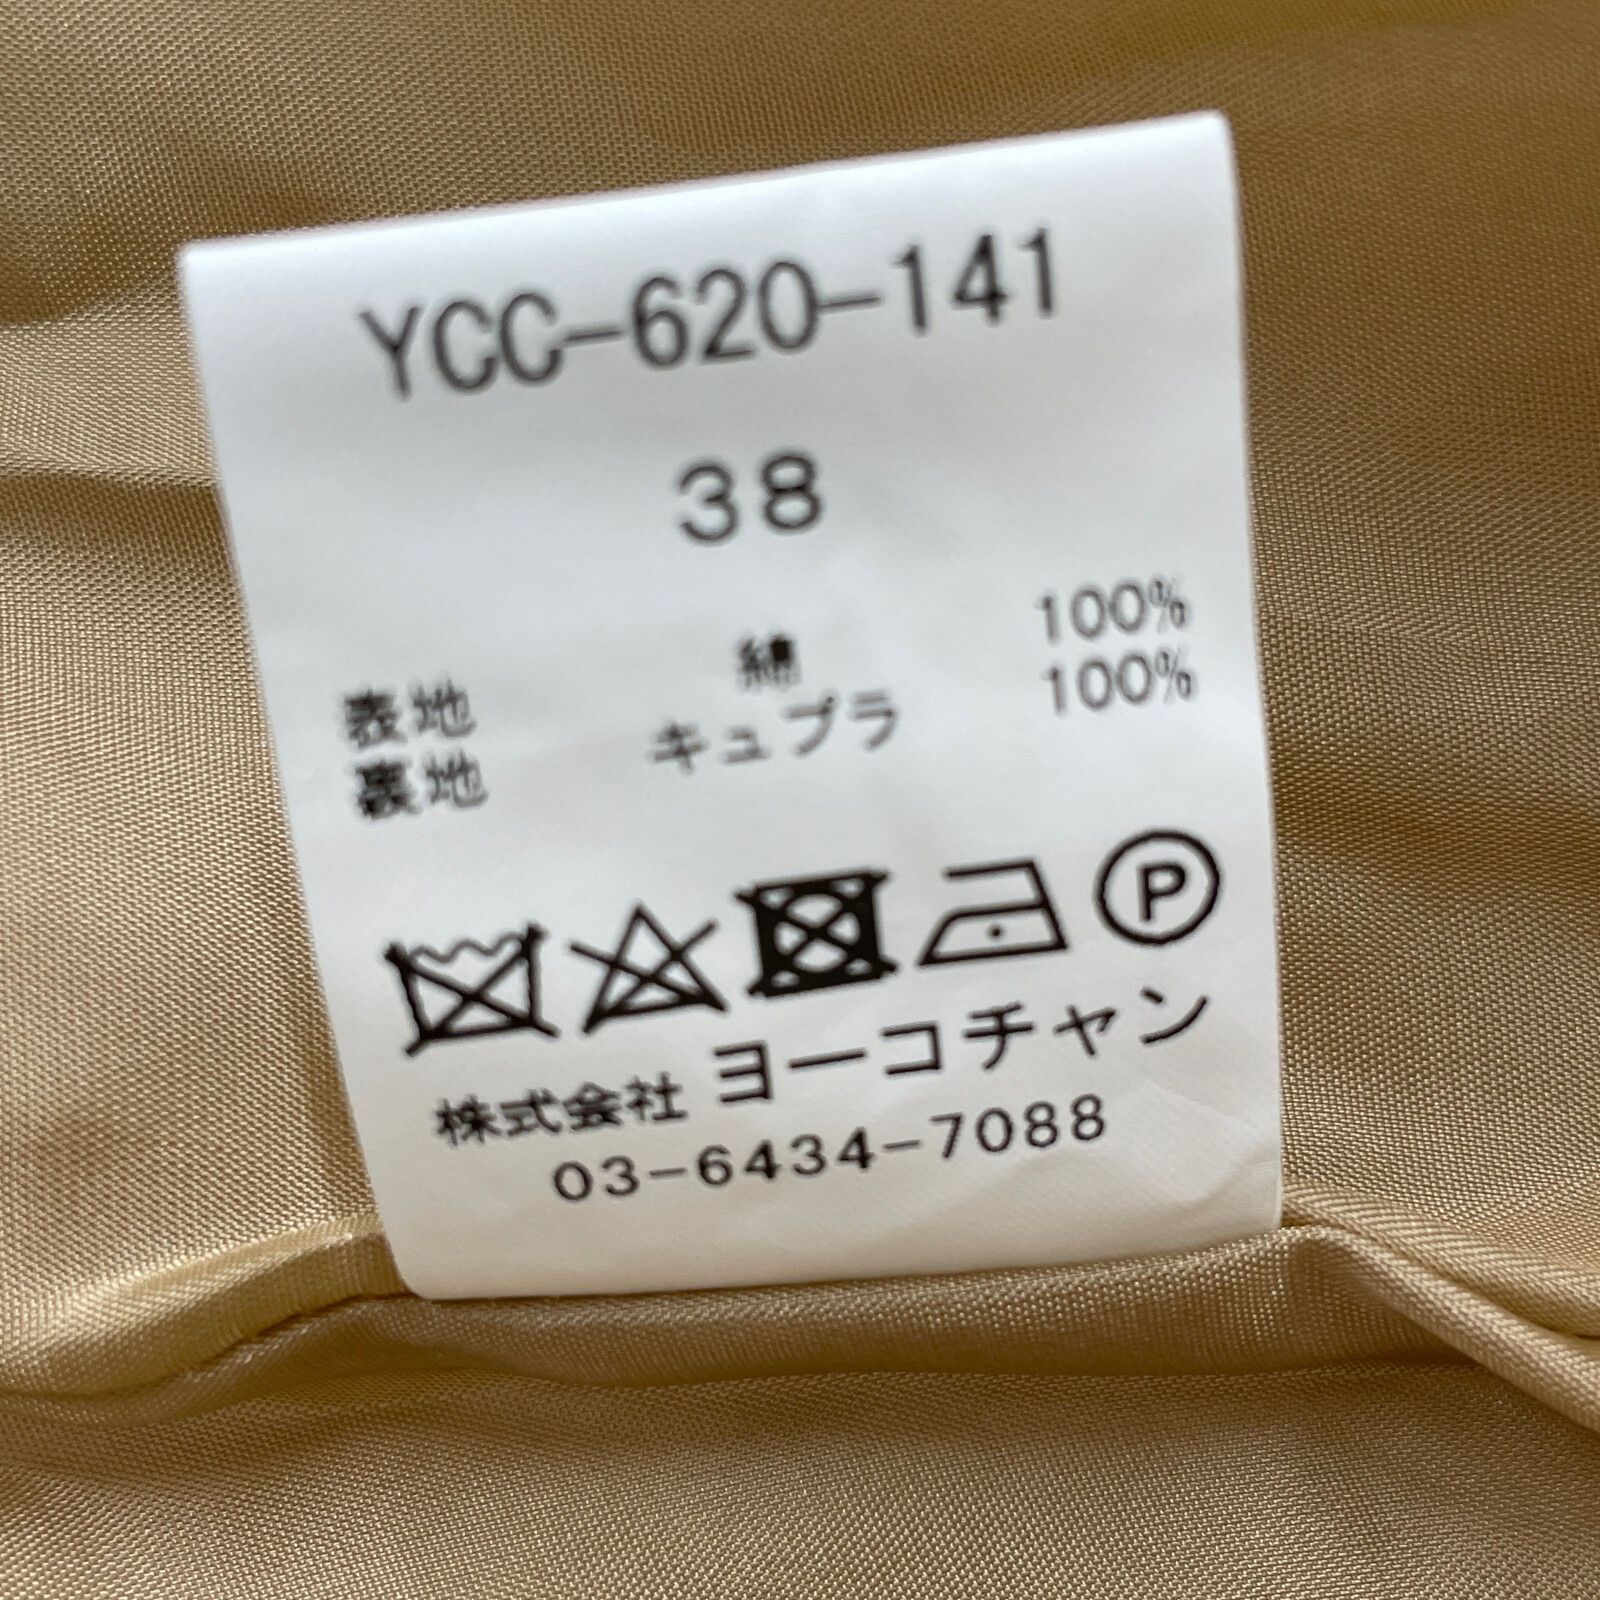 YCC-620-141
38
表地 綿 100%
裏地 キュプラ 100%
P
株式会社 ヨーコチャン
03-6434-7088